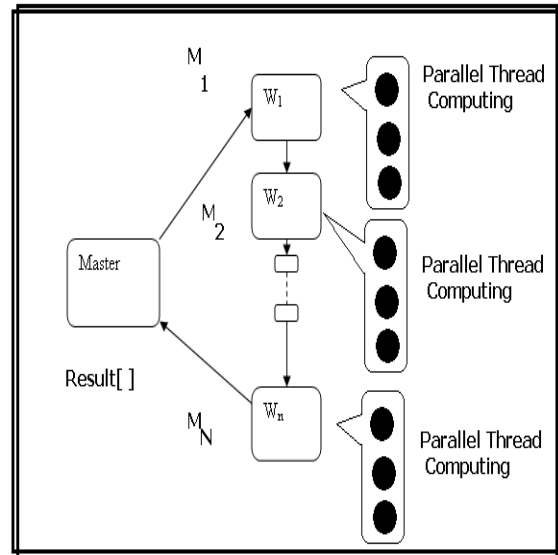 M
1
W1
Parallel Thread
Computing
W2
M
2
Parallel Thread
Computing
Master
Result[ ]
M
N
Wn
Parallel Thread
Computing